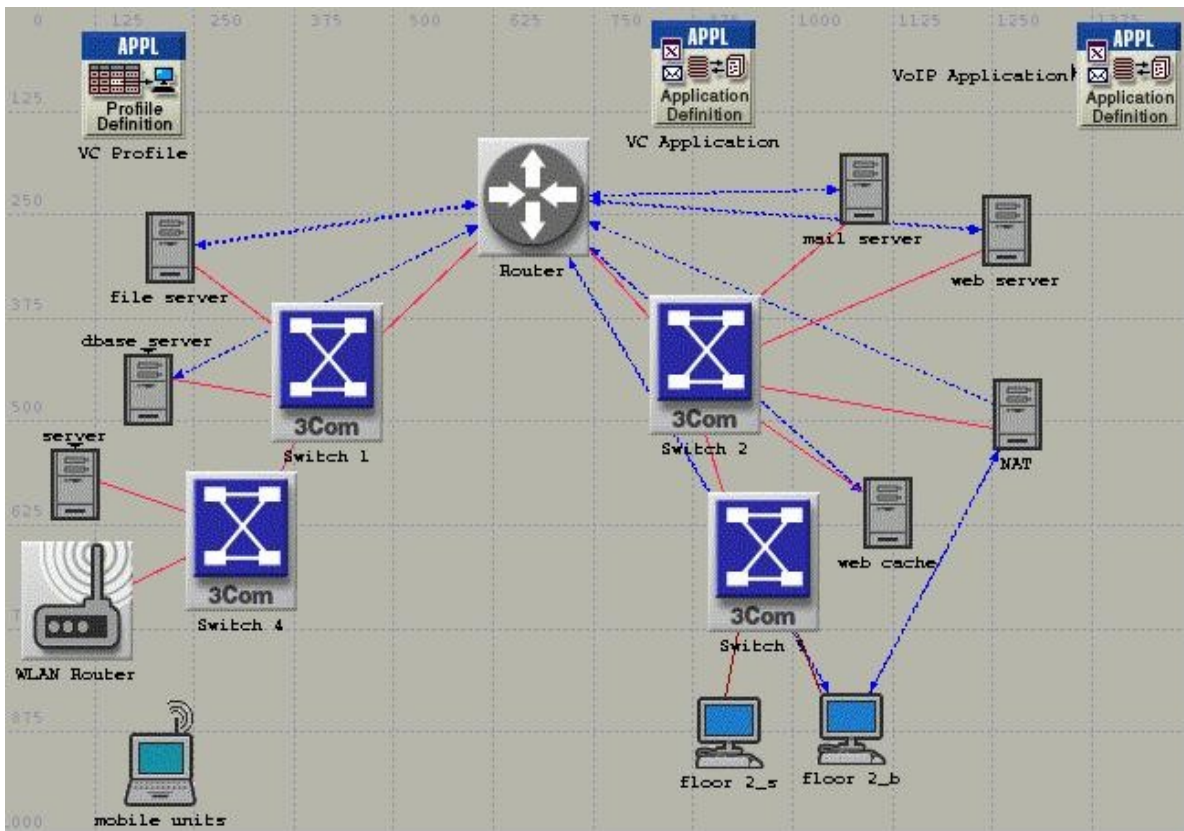 0 125 250 375 500 625 750 1000 1125 1250 1375
APPL
Profile
Definition
VC Profile
APPL
Application
Definition
VC Application
VoIP Application
APPL
Application
Definition
125
250
375
500
625
875
1000
Router
mail server
web server
file server
dbase server
3Com
Switch 1
3Com
Switch 2
NAT
server
web cache
3Com
Switch 4
3Com
Switch
WLAN Router
floor 2_s
floor 2_b
mobile units